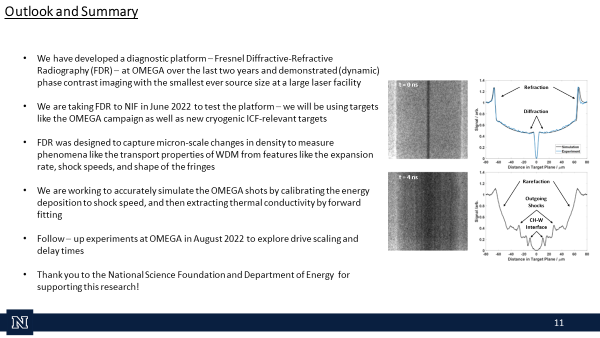 Outlook and Summary
• We have developed a diagnostic platform – Fresnel Diffractive-Refractive
Radiography (FDR) – at OMEGA over the last two years and demonstrated (dynamic)
phase contrast imaging with the smallest ever source size at a large laser facility
• We are taking FDR to NIF in June 2022 to test the platform – we will be using targets
like the OMEGA campaign as well as new cryogenic ICF-relevant targets
• FDR was designed to capture micron-scale changes in density to measure
phenomena like the transport properties of WDM from features like the expansion
rate, shock speeds, and shape of the fringes
• We are working to accurately simulate the OMEGA shots by calibrating the energy
deposition to shock speed, and then extracting thermal conductivity by forward
fitting
• Follow – up experiments at OMEGA in August 2022 to explore drive scaling and
delay times
• Thank you to the National Science Foundation and Department of Energy for
supporting this research!
t = 0 ns
Refraction
Diffraction
Simulation
Experiment
Signal /arb.
1.4
1.2
1
0.8
0.6
0.4
0.2
0
-80 -60 -40 -20 0 20 40 60 80
Distance in Target Plane / μm
t = 4 ns
Rarefaction
Outgoing
Shocks
CH-W
Interface
Signal /arb.
1.4
1.2
1
0.8
0.6
0.4
0.2
0
-80 -60 -40 -20 0 20 40 60 80
Distance in Target Plane / μm
N
11